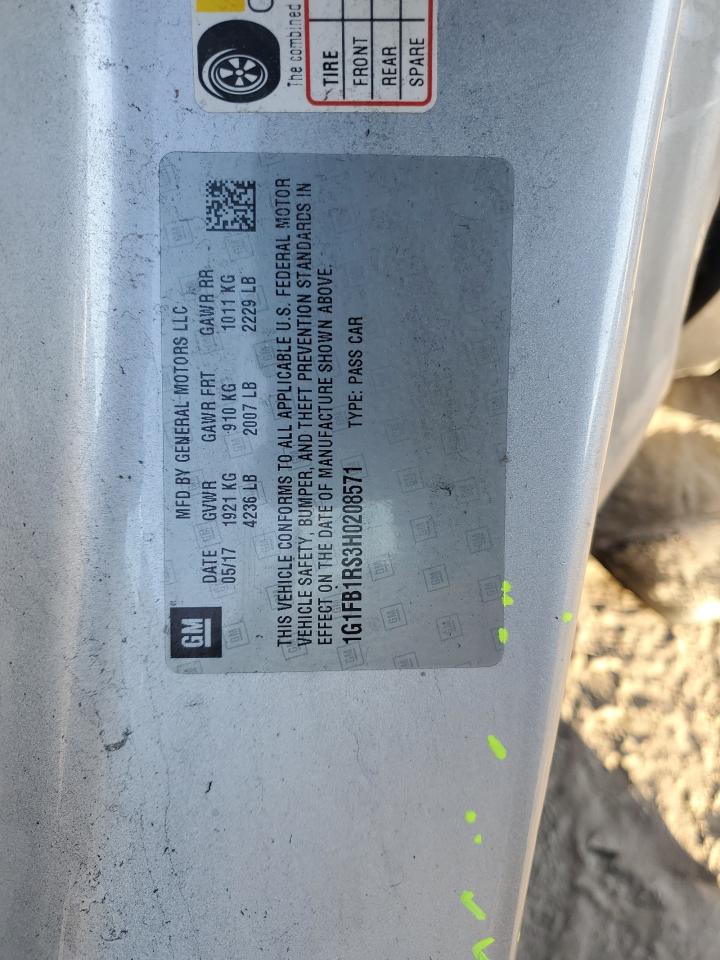 The combined
TIRE
FRONT
REAR
SPARE
GM
MFD BY GENERAL MOTORS LLC
DATE GVWR GAWR FRT GAWR RR
05/17 1921 KG 910 KG 1011 KG
4236 LB 2007 LB 2229 LB
THIS VEHICLE CONFORMS TO ALL APPLICABLE U.S. FEDERAL MOTOR
VEHICLE SAFETY, BUMPER, AND THEFT PREVENTION STANDARDS IN
EFFECT ON THE DATE OF MANUFACTURE SHOWN ABOVE.
1G1FB1RS3H0208571 TYPE: PASS CAR